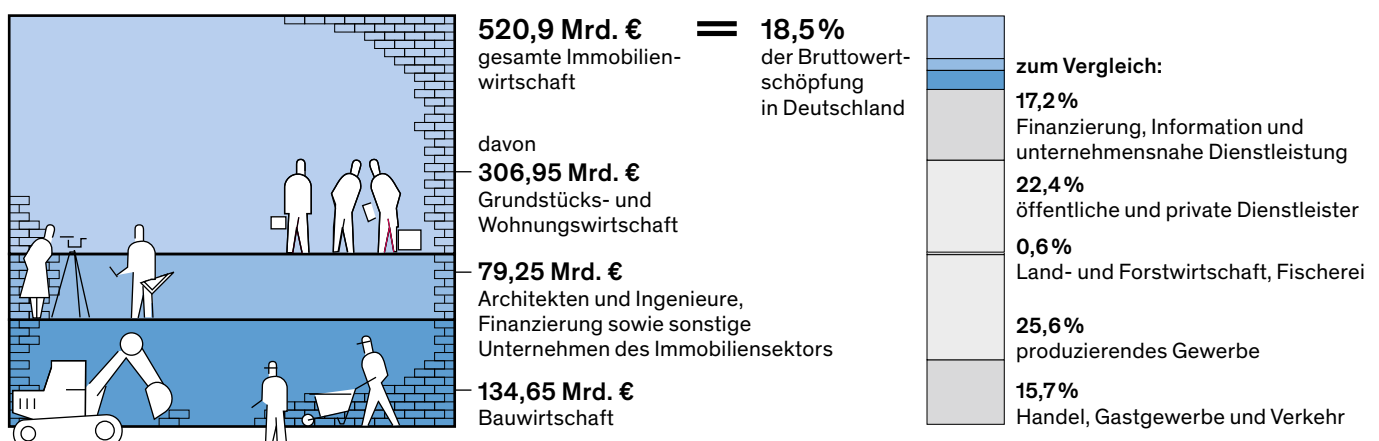 520,9 Mrd. €
gesamte Immobilien-
wirtschaft
=
18,5%
der Bruttowert-
schöpfung
in Deutschland
davon
306,95 Mrd. €
Grundstücks- und
Wohnungswirtschaft
79,25 Mrd. €
Architekten und Ingenieure,
Finanzierung sowie sonstige
Unternehmen des Immobiliensektors
134,65 Mrd. €
Bauwirtschaft
zum Vergleich:
17,2%
Finanzierung, Information und
unternehmensnahe Dienstleistung
22,4%
öffentliche und private Dienstleister
0,6%
Land- und Forstwirtschaft, Fischerei
25,6%
produzierendes Gewerbe
15,7%
Handel, Gastgewerbe und Verkehr